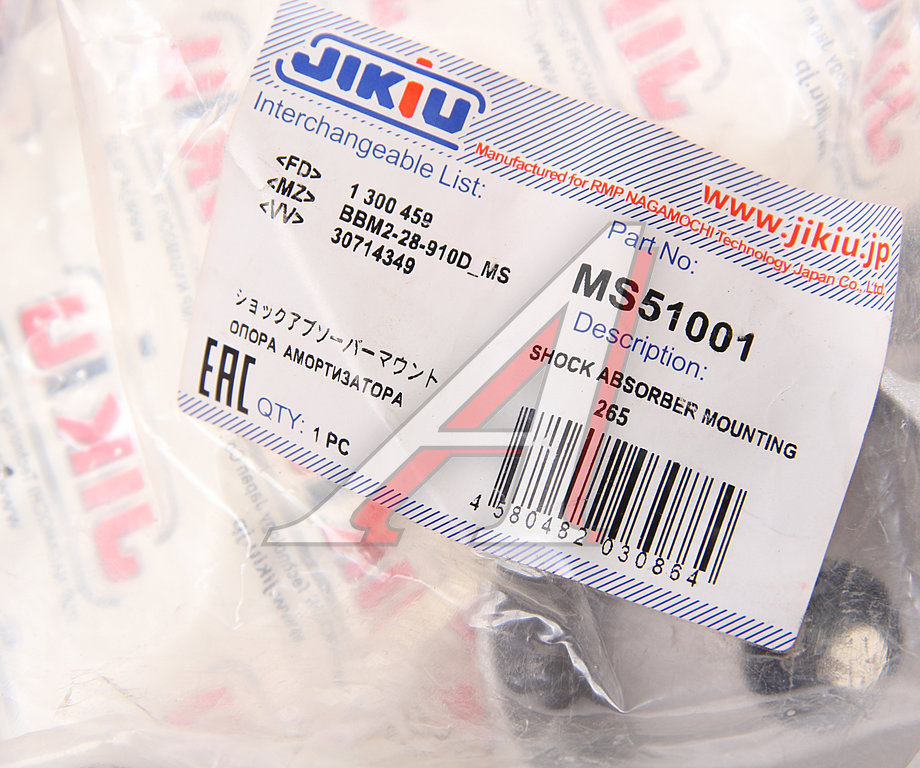 JIKIU
Interchangeable List:
Manufactured for RMP NAGAMOCHI Technology Japan Co., Ltd.
www.jikiu.jp
<FD> 1 300 459
<MZ> BBM2-28-910D_MS
<VV> 30714349
Part No:
MS51001
Description:
SHOCK ABSORBER MOUNTING
265
ショックアブソーバーマウント
ОПОРА АМОРТИЗАТОРА
EAC QTY: 1 PC
4 580482 030864
JIKIU